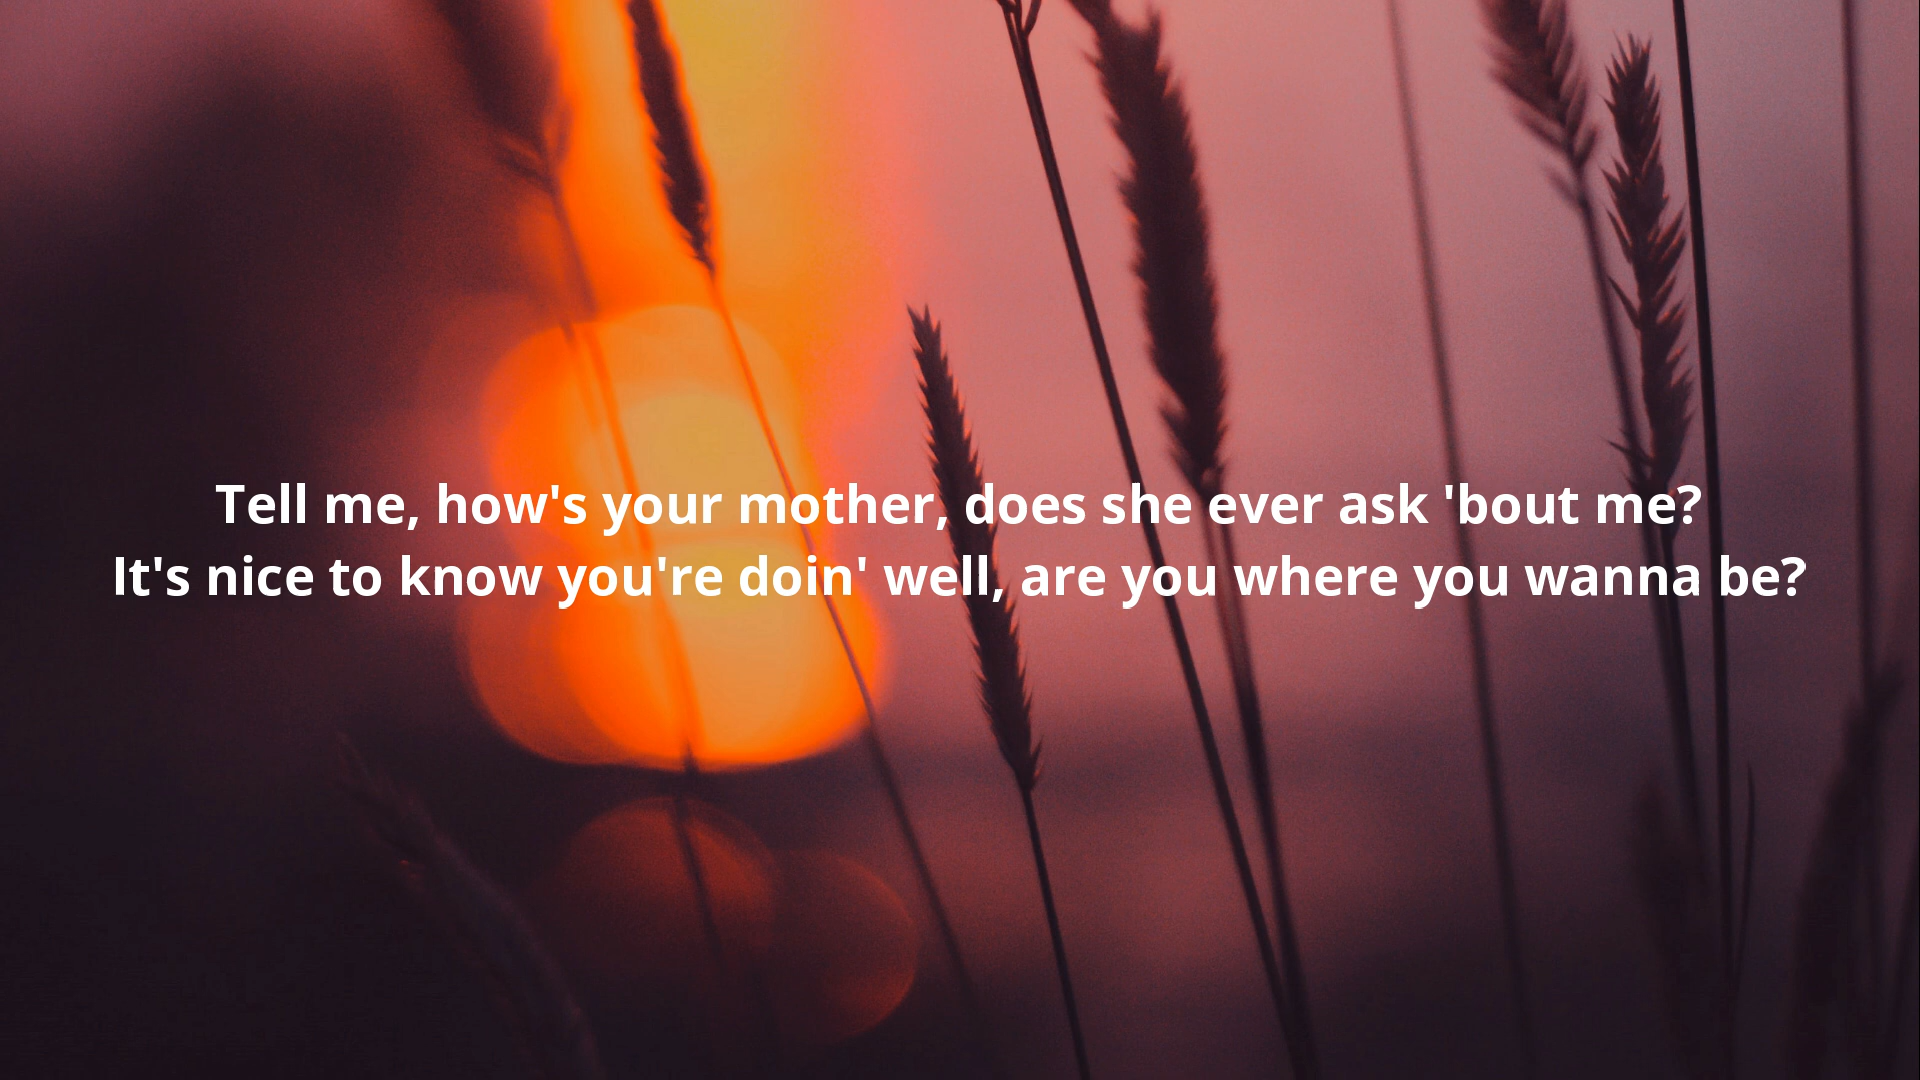 Tell me, how's your mother, does she ever ask 'bout me?
It's nice to know you're doin' well, are you where you wanna be?